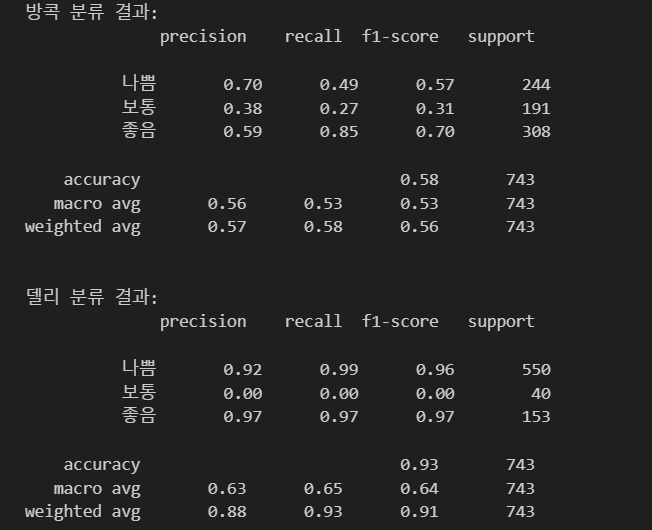 방콕 분류 결과:
precision recall f1-score support
나쁨 0.70 0.49 0.57 244
보통 0.38 0.27 0.31 191
좋음 0.59 0.85 0.70 308
accuracy 0.58 743
macro avg 0.56 0.53 0.53 743
weighted avg 0.57 0.58 0.56 743
델리 분류 결과:
precision recall f1-score support
나쁨 0.92 0.99 0.96 550
보통 0.00 0.00 0.00 40
좋음 0.97 0.97 0.97 153
accuracy 0.93 743
macro avg 0.63 0.65 0.64 743
weighted avg 0.88 0.93 0.91 743